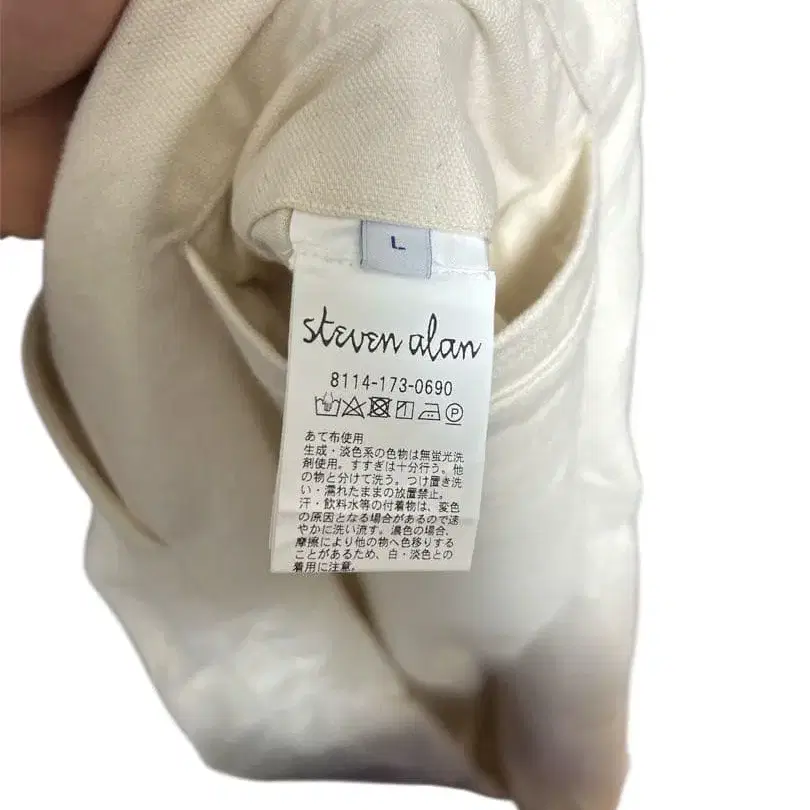 L
steven alan
8114-173-0690
P
あて布使用
生成・淡色系の色物は無蛍光洗
剤使用。すすぎは十分行う。他
の物と分けて洗う。つけ置き洗
い・濡れたままの放置禁止。
汗・飲料水等の付着物は、変色
の原因となる場合があるので速
やかに洗い流す。濃色の場合、
摩擦により他の物へ色移りする
ことがあるため、白・淡色との
着用に注意。